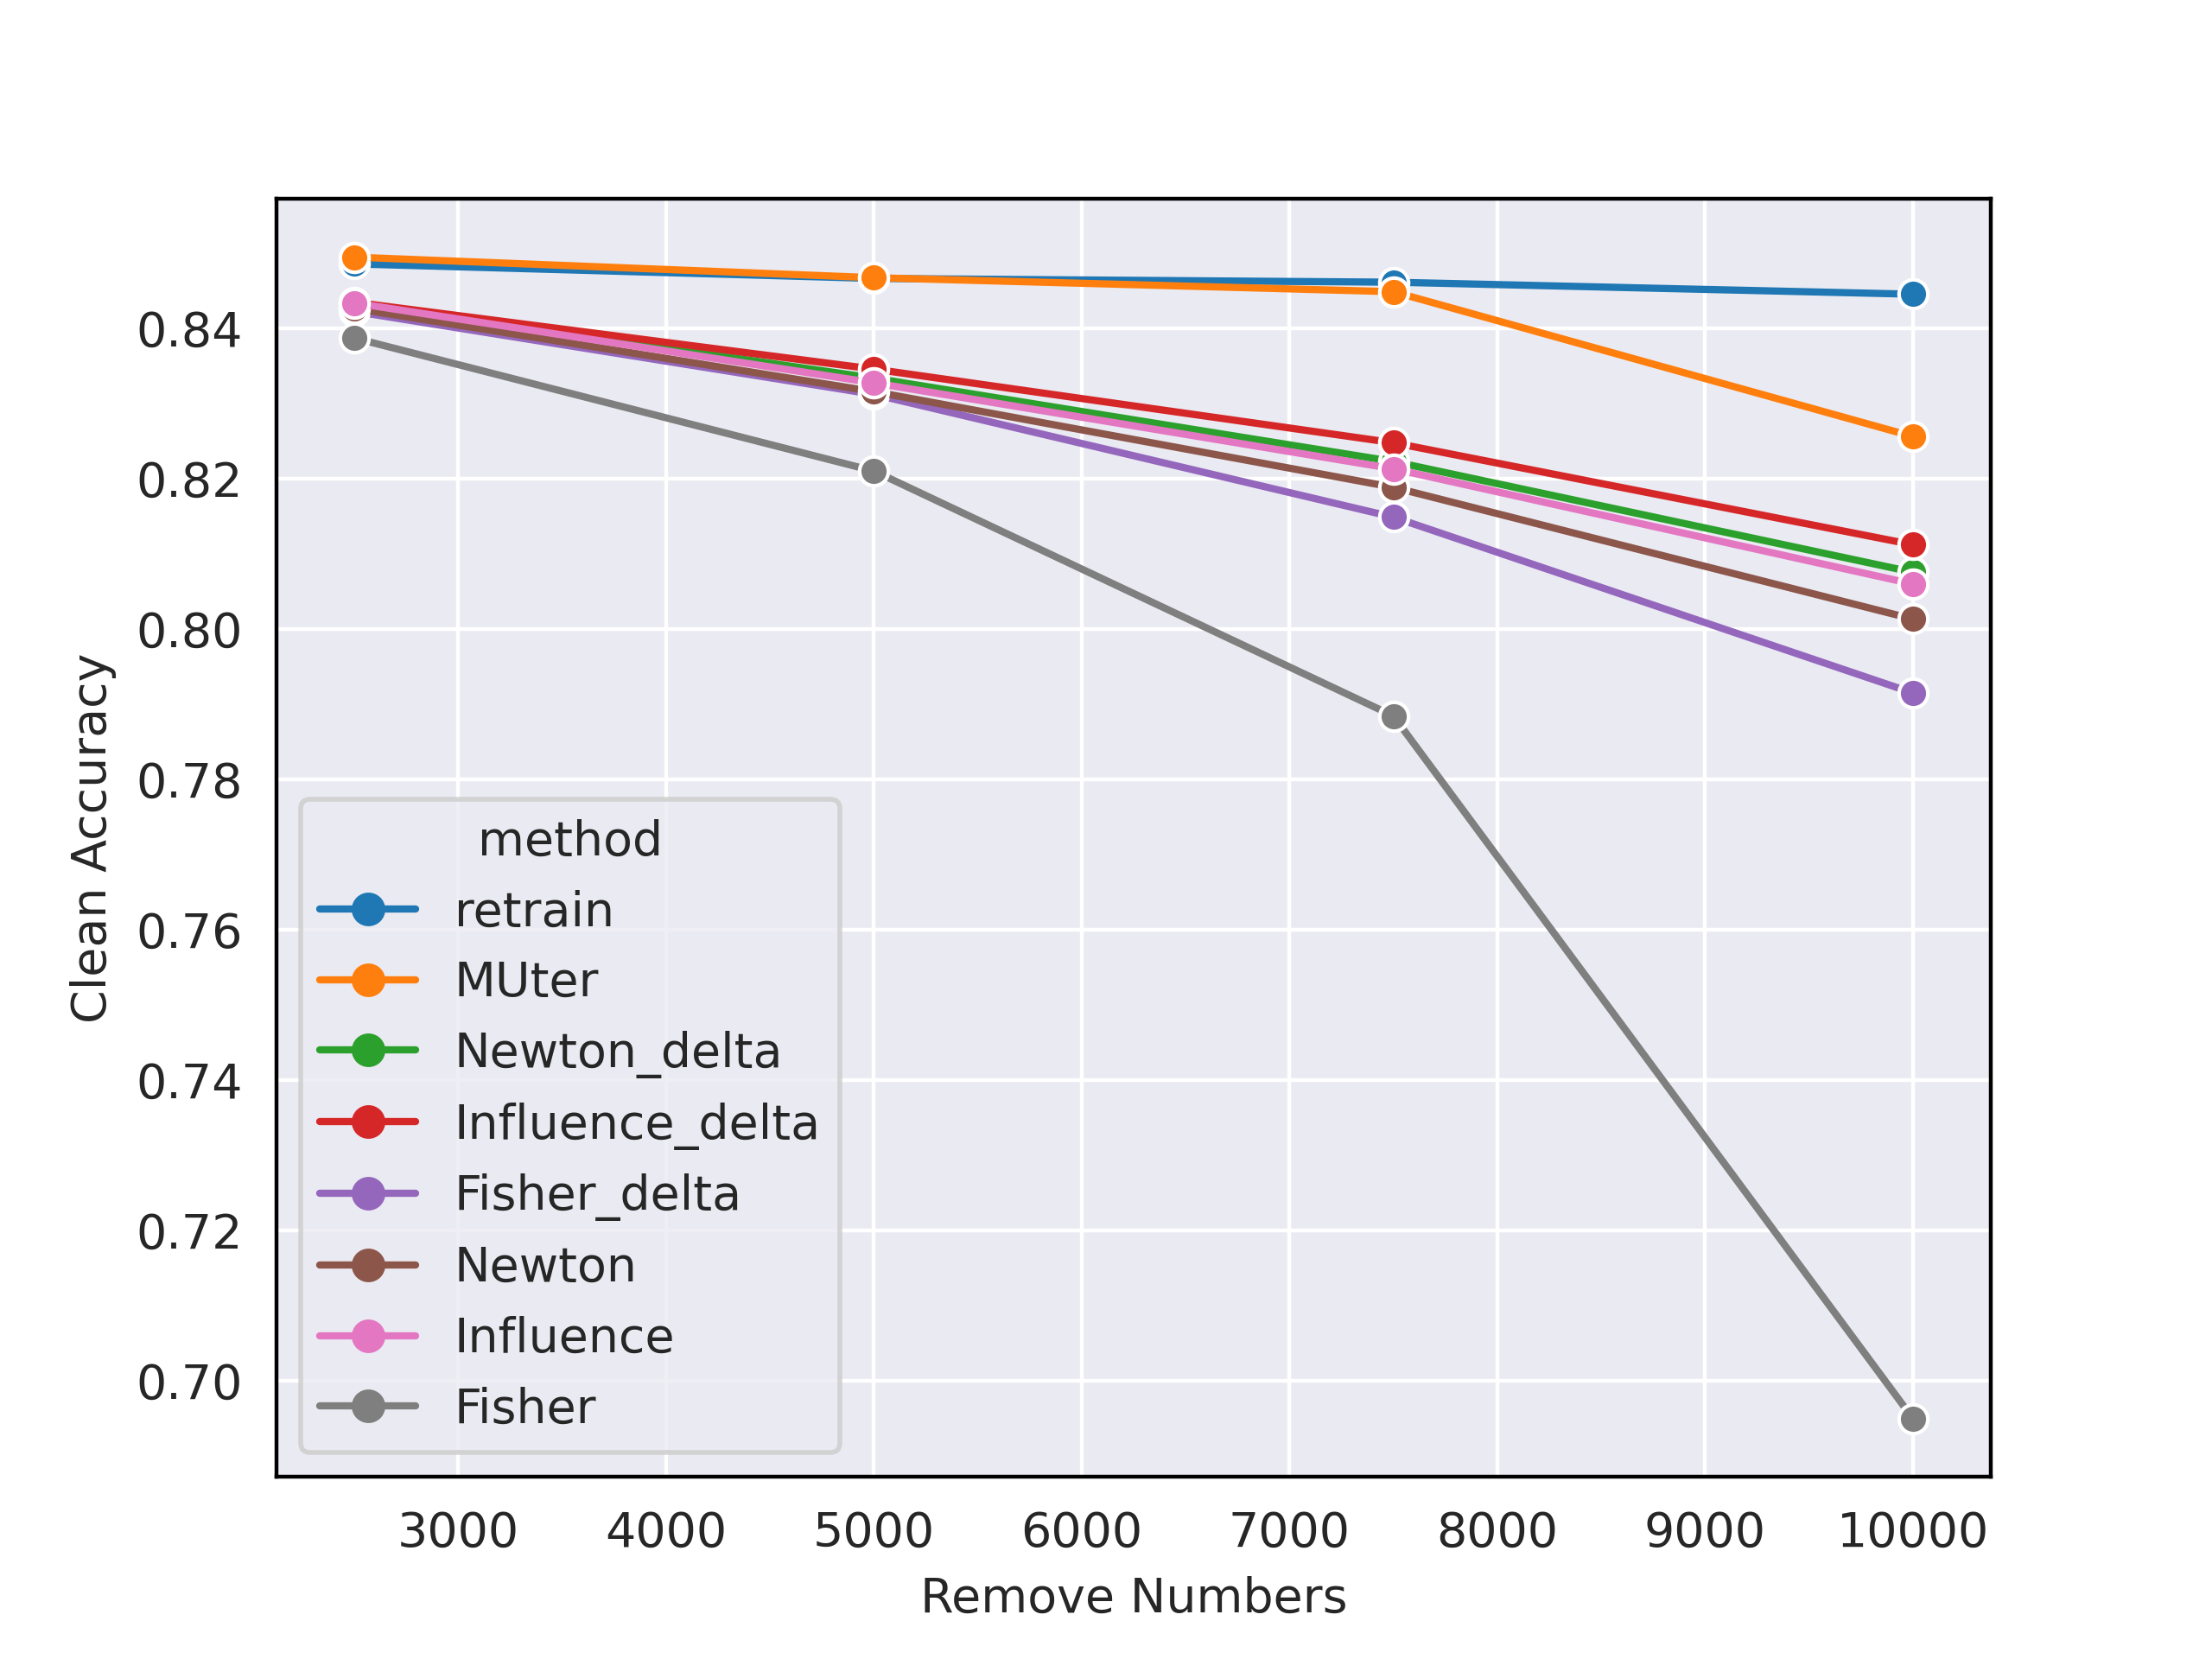 0.84
0.82
0.80
0.78
0.76
0.74
0.72
0.70
Clean Accuracy
method
retrain
MUter
Newton_delta
Influence_delta
Fisher_delta
Newton
Influence
Fisher
3000 4000 5000 6000 7000 8000 9000 10000
Remove Numbers